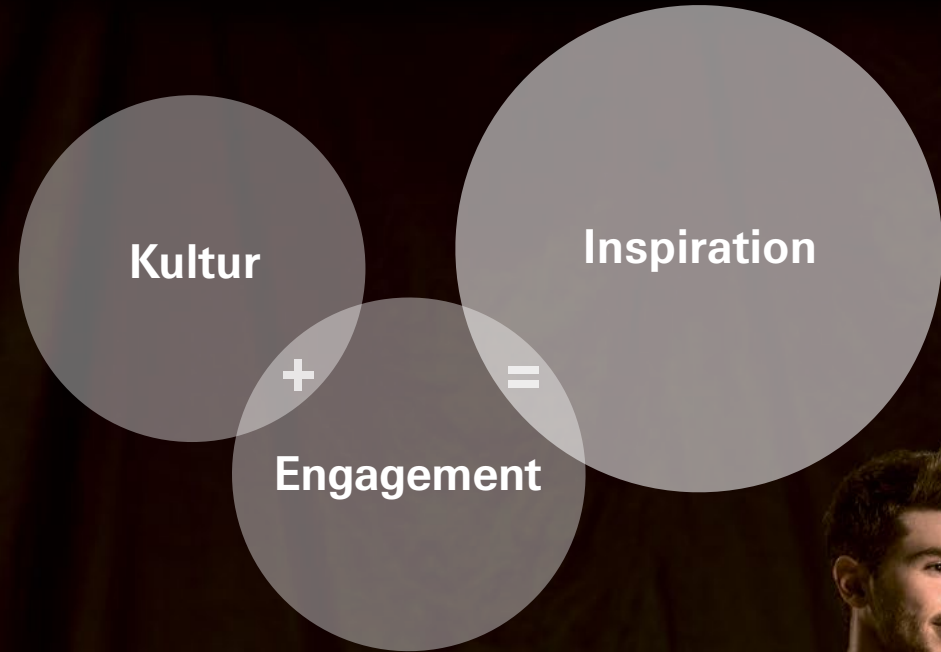 Kultur
+
Engagement
=
Inspiration